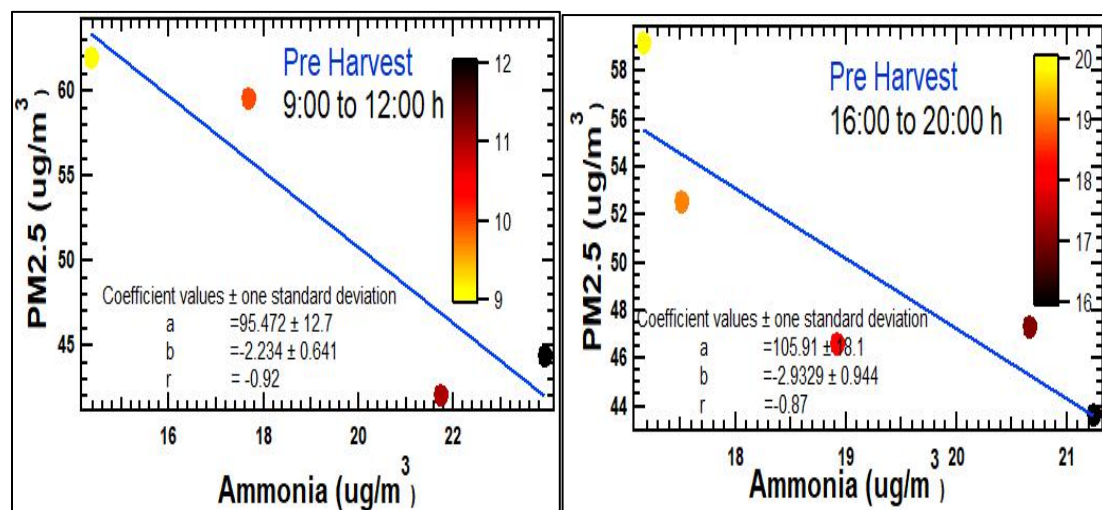 Pre Harvest
9:00 to 12:00 h
PM2.5 (ug/m³)
60
55
50
45
12
11
10
9
Coefficient values ± one standard deviation
a =95.472 ± 12.7
b =-2.234 ± 0.641
r = -0.92
16 18 20 22
Ammonia (ug/m³)
Pre Harvest
16:00 to 20:00 h
PM2.5 (ug/m³)
58
56
54
52
50
48
46
44
20
19
18
17
16
Coefficient values ± one standard deviation
a =105.91 ± 8.1
b =-2.9329 ± 0.944
r =-0.87
18 19 20 21
Ammonia (ug/m³)